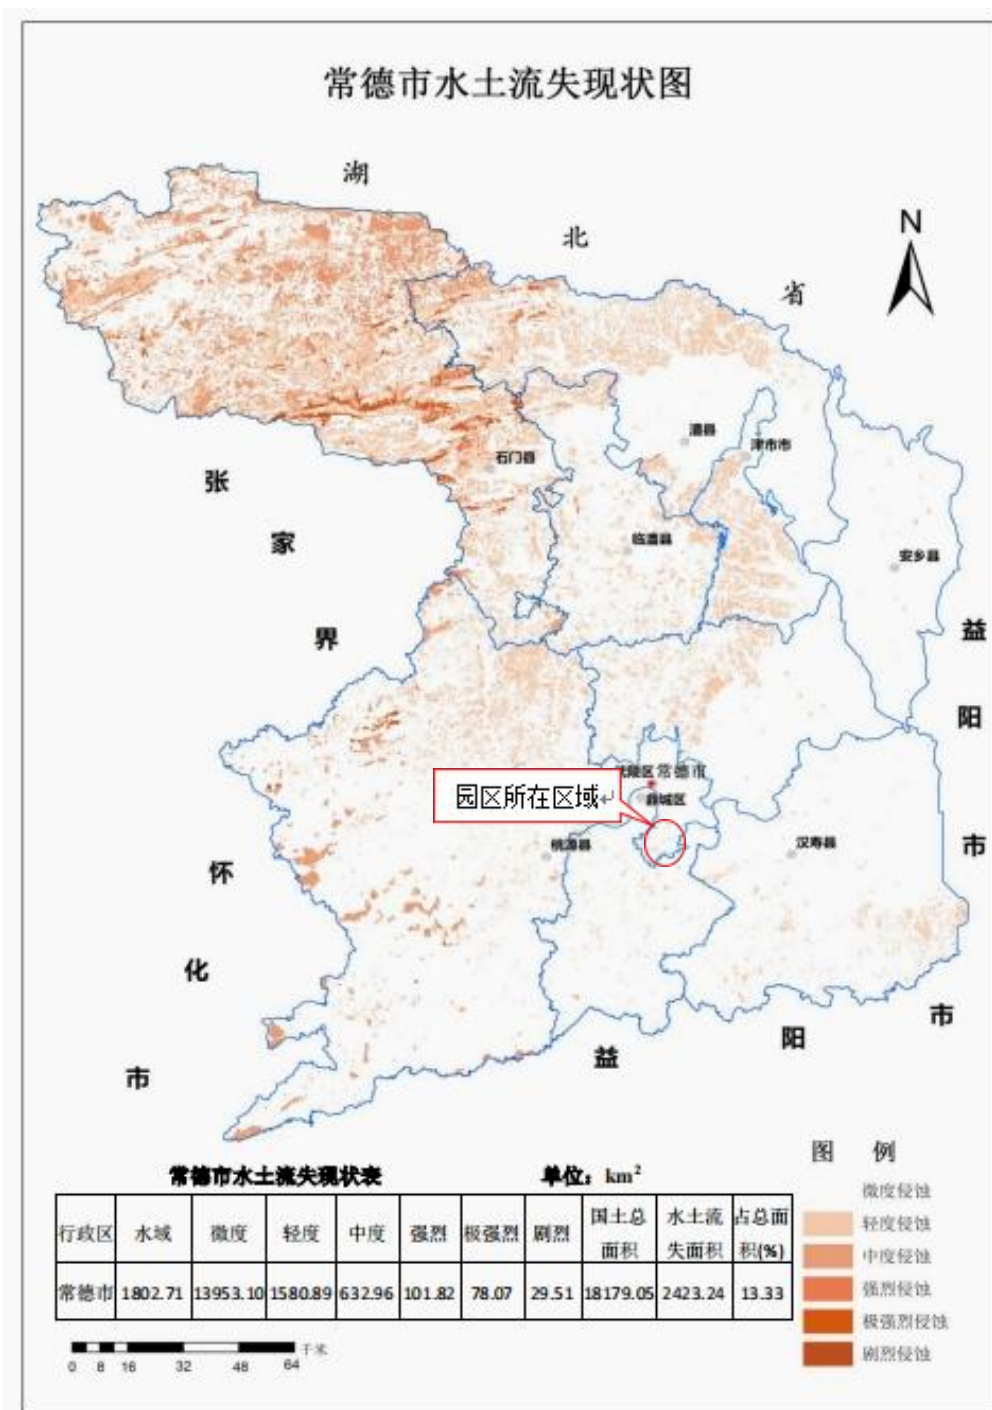 常德市水土流失现状图
湖
北
省
N
张
家
界
澧县
津市市
石门县
临澧县
安乡县
益
阳
市
陵区 常德市
园区所在区域
鼎城区
桃源县
汉寿县
怀
化
市
益
阳
市
图 例
微度侵蚀
轻度侵蚀
中度侵蚀
强烈侵蚀
极强烈侵蚀
剧烈侵蚀
常德市水土流失现状表 单位：km²
行政区 水域 微度 轻度 中度 强烈 极强烈 剧烈 国土总面积 水土流失面积 占总面积(%)
常德市 1802.71 13953.10 1580.89 632.96 101.82 78.07 29.51 18179.05 2423.24 13.33
千米
0 8 16 32 48 64